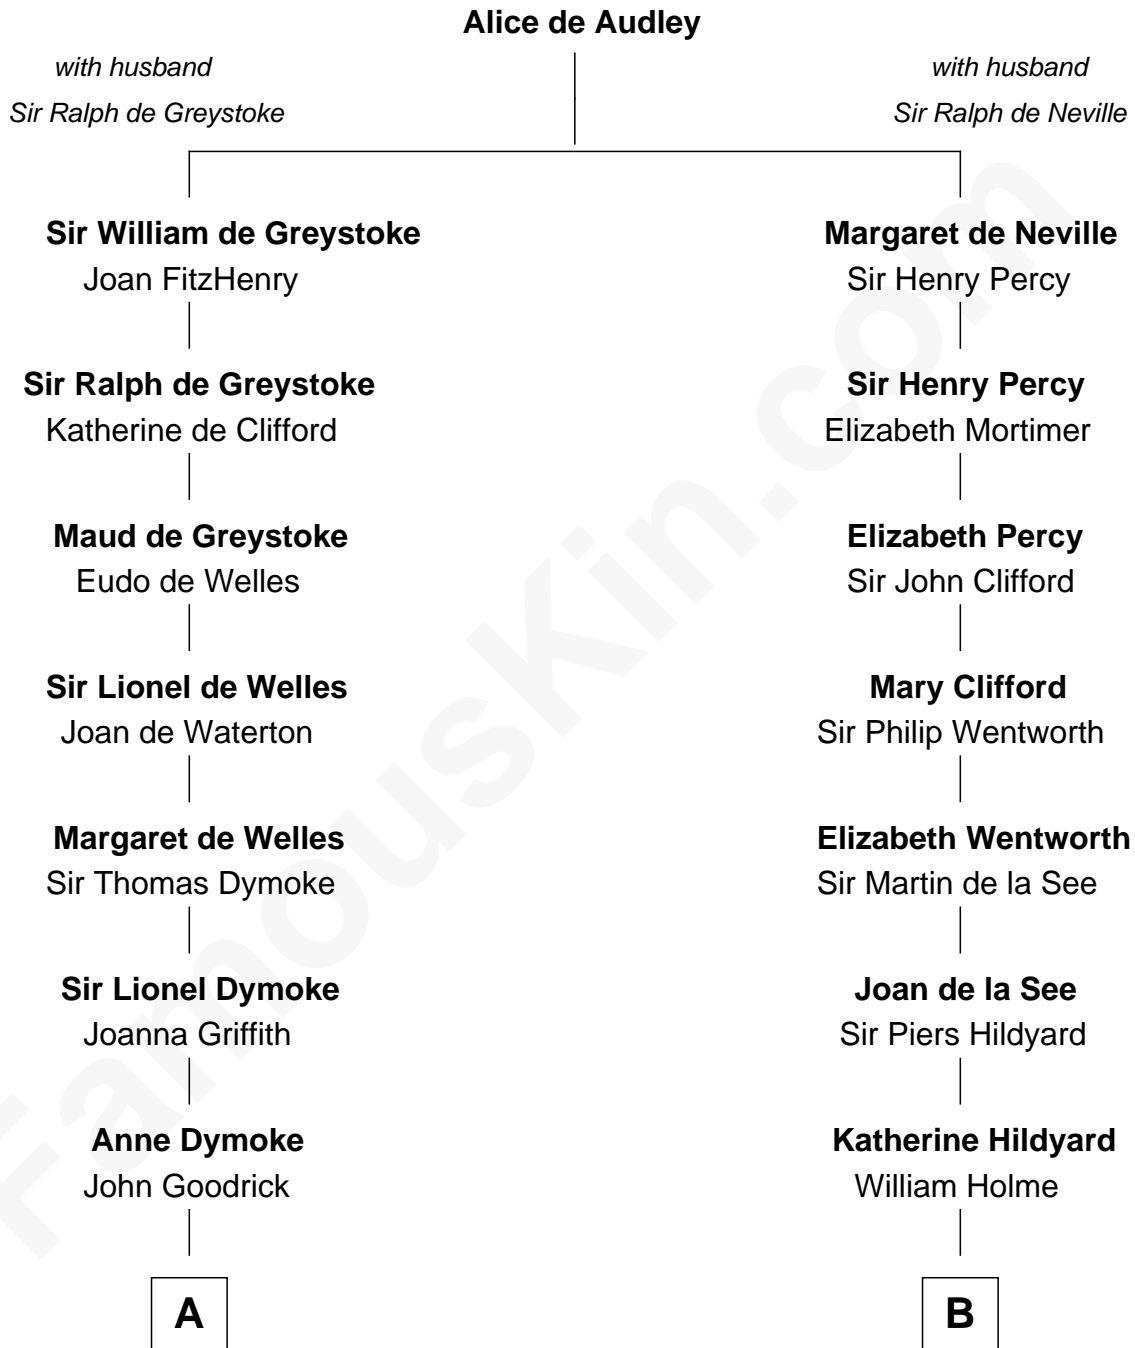 Alice de Audley
with husband
Sir Ralph de Greystoke
with husband
Sir Ralph de Neville
Sir William de Greystoke
Joan FitzHenry
Margaret de Neville
Sir Henry Percy
Sir Ralph de Greystoke
Katherine de Clifford
Sir Henry Percy
Elizabeth Mortimer
Maud de Greystoke
Eudo de Welles
Elizabeth Percy
Sir John Clifford
Sir Lionel de Welles
Joan de Waterton
Mary Clifford
Sir Philip Wentworth
Margaret de Welles
Sir Thomas Dymoke
Elizabeth Wentworth
Sir Martin de la See
Sir Lionel Dymoke
Joanna Griffith
Joan de la See
Sir Piers Hildyard
Anne Dymoke
John Goodrick
Katherine Hildyard
William Holme
A
B
FamousKin.com